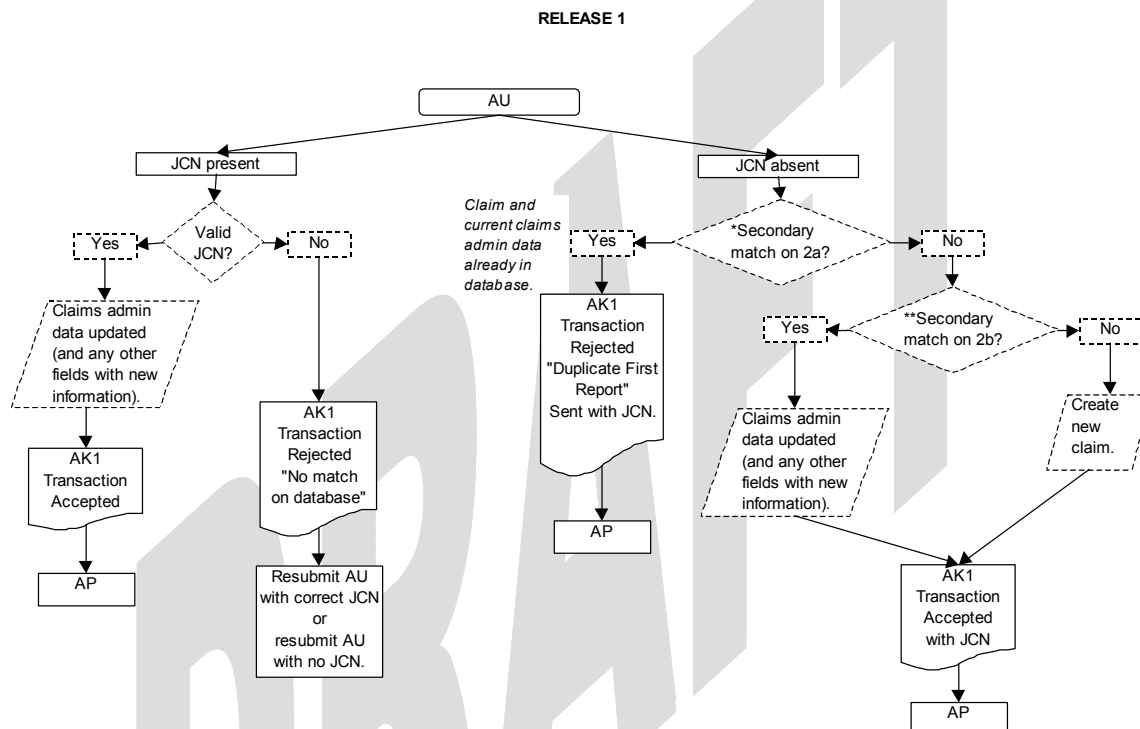 RELEASE 1
AU
JCN present
JCN absent
Valid
JCN?
Yes
No
Claim and
current claims
admin data
already in
database.
Yes
*Secondary
match on 2a?
No
Claims admin
data updated
(and any other
fields with new
information).
AK1
Transaction
Rejected
"Duplicate First
Report"
Sent with JCN.
Yes
**Secondary
match on 2b?
No
AK1
Transaction
Accepted
AK1
Transaction
Rejected
"No match
on database"
Claims admin
data updated
(and any other
fields with new
information).
Create
new
claim.
AP
AP
Resubmit AU
with correct JCN
or
resubmit AU
with no JCN.
AK1
Transaction
Accepted
with JCN
AP
DRAFT